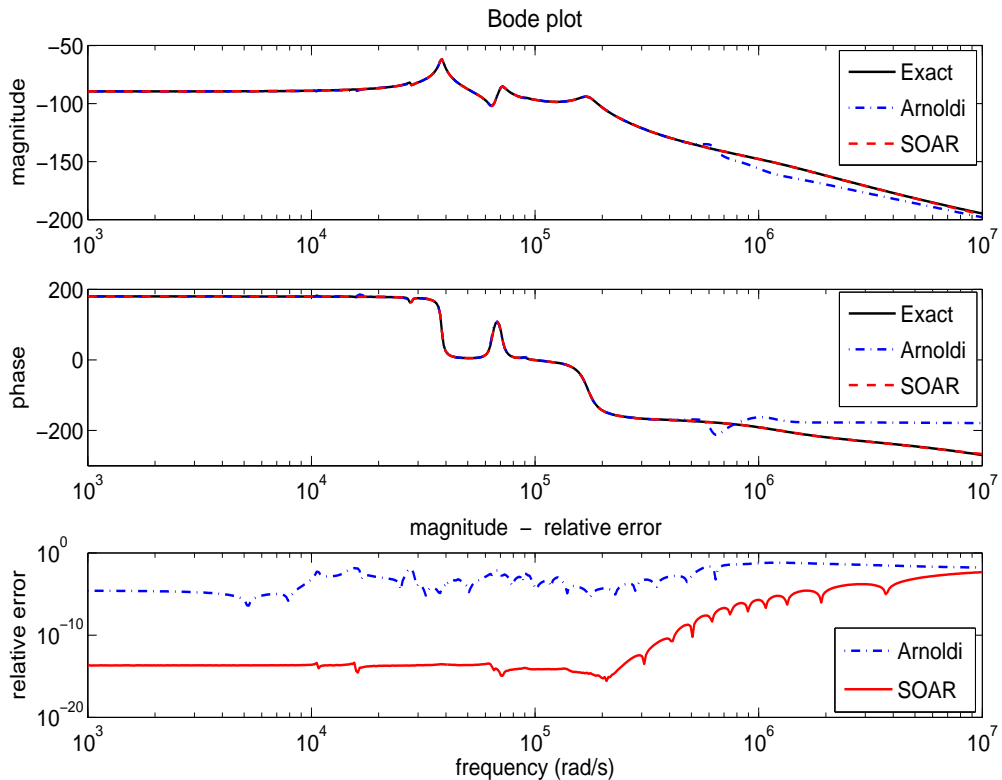 Bode plot
magnitude
−50
−100
−150
−200
10^3
10^4
10^5
10^6
10^7
Exact
Arnoldi
SOAR
phase
200
0
−200
10^3
10^4
10^5
10^6
10^7
Exact
Arnoldi
SOAR
magnitude − relative error
relative error
10^0
10^−10
10^−20
10^3
10^4
10^5
10^6
10^7
Arnoldi
SOAR
frequency (rad/s)